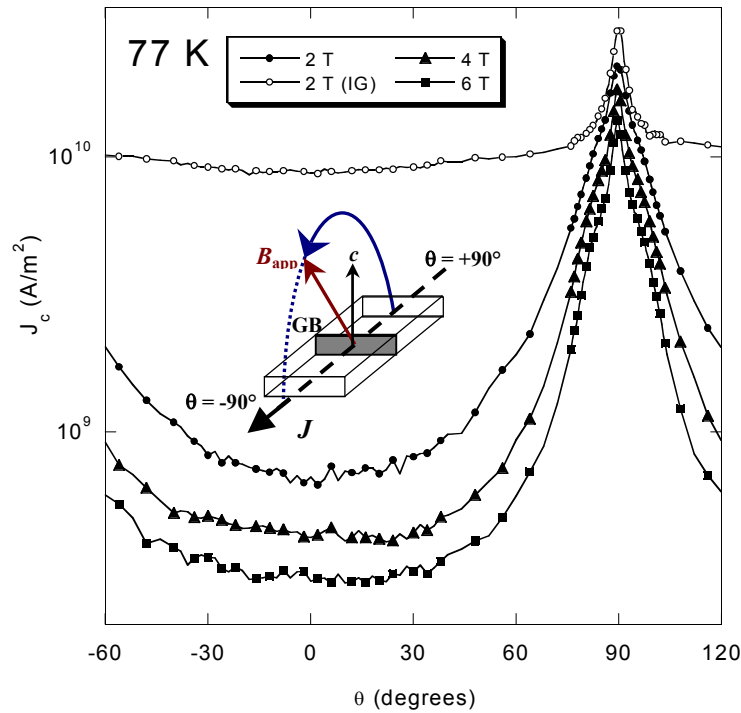 77 K
2 T
4 T
2 T (IG)
6 T
10^10
10^9
J_c (A/m^2)
B_app
c
θ = +90°
GB
θ = -90°
J
-60 -30 0 30 60 90 120
θ (degrees)